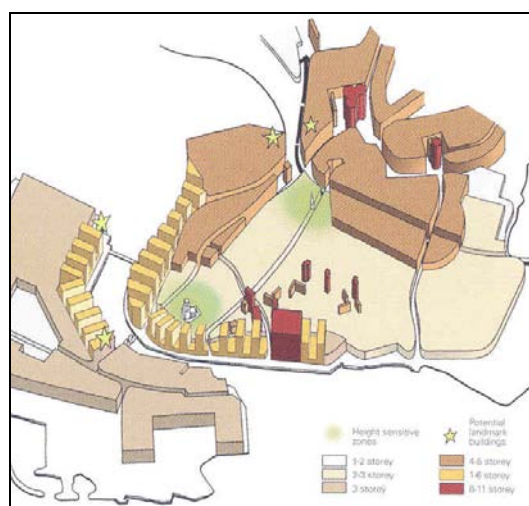 Height sensitive
zones
Potential
landmark
buildings
1-2 storey
2-3 storey
3 storey
4-5 storey
1-6 storey
6-11 storey